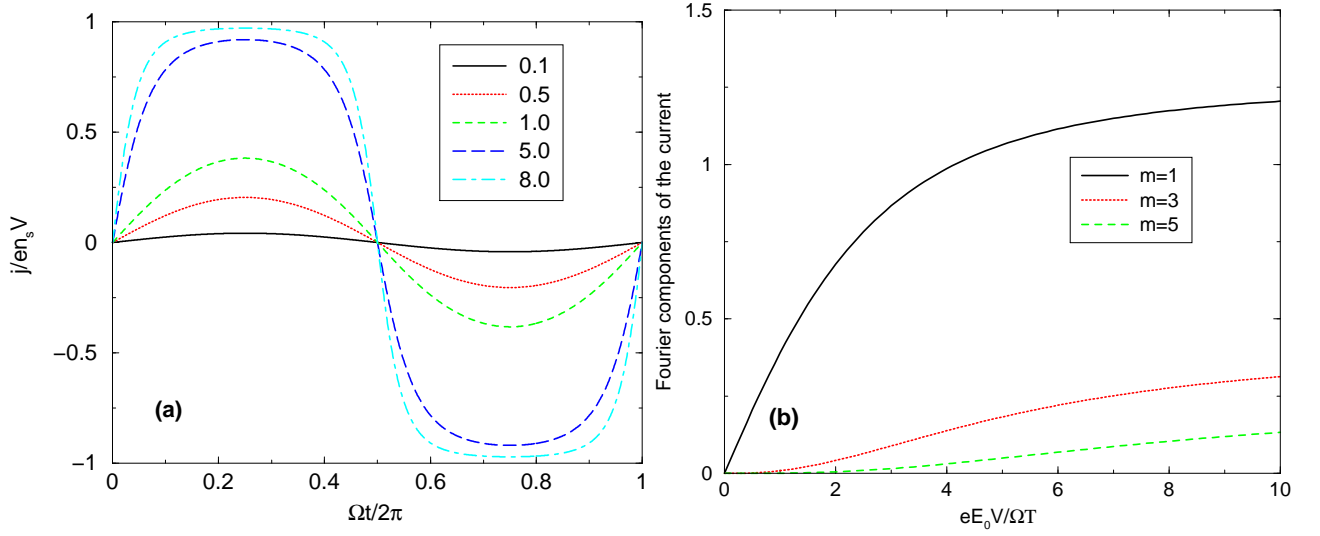 1
0.5
0
−0.5
−1
j/en_sV
0.1
0.5
1.0
5.0
8.0
(a)
0 0.2 0.4 0.6 0.8 1
Ωt/2π
1.5
1
0.5
0
Fourier components of the current
m=1
m=3
m=5
(b)
0 2 4 6 8 10
eE_0V/ΩT